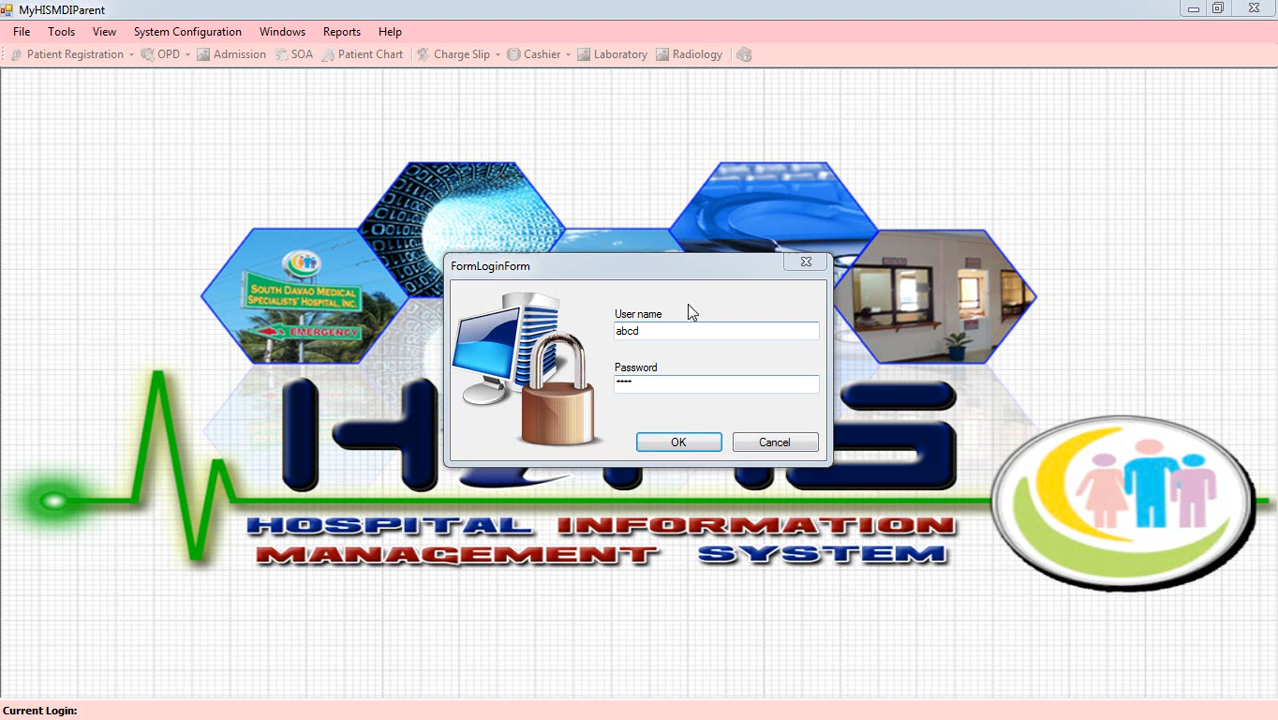 MyHISMDIParent
File Tools View System Configuration Windows Reports Help
Patient Registration OPD Admission SOA Patient Chart Charge Slip Cashier Laboratory Radiology
SOUTH DAVAO MEDICAL
SPECIALISTS' HOSPITAL, INC.
EMERGENCY
FormLoginForm
User name
abcd
Password
****
OK Cancel
HOSPITAL INFORMATION
MANAGEMENT SYSTEM
Current Login: